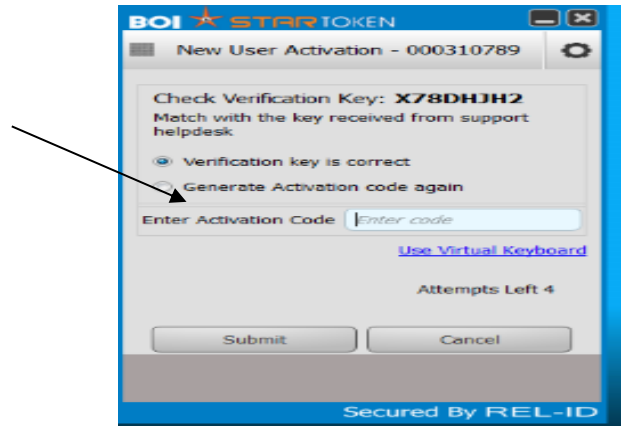 BOI STAR TOKEN
New User Activation - 000310789
Check Verification Key: X78DHJH2
Match with the key received from support
helpdesk
Verification key is correct
Generate Activation code again
Enter Activation Code Enter code
Use Virtual Keyboard
Attempts Left 4
Submit Cancel
Secured By REL-ID